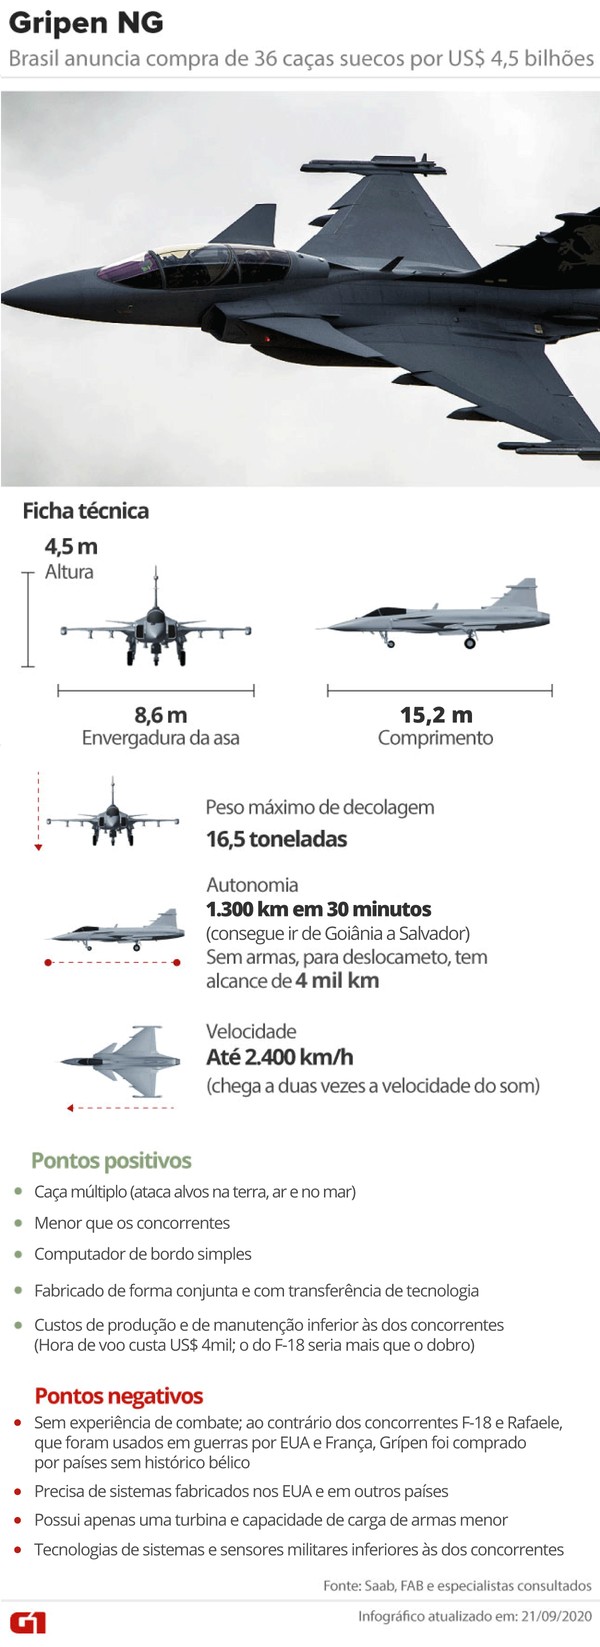 Gripen NG
Brasil anuncia compra de 36 caças suecos por US$ 4,5 bilhões
Ficha técnica
4,5 m
Altura
8,6 m
Envergadura da asa
15,2 m
Comprimento
Peso máximo de decolagem
16,5 toneladas
Autonomia
1.300 km em 30 minutos
(consegue ir de Goiânia a Salvador)
Sem armas, para deslocameto, tem
alcance de 4 mil km
Velocidade
Até 2.400 km/h
(chega a duas vezes a velocidade do som)
Pontos positivos
Caça múltiplo (ataca alvos na terra, ar e no mar)
Menor que os concorrentes
Computador de bordo simples
Fabricado de forma conjunta e com transferência de tecnologia
Custos de produção e de manutenção inferior às dos concorrentes
(Hora de voo custa US$ 4mil; o do F-18 seria mais que o dobro)
Pontos negativos
Sem experiência de combate; ao contrário dos concorrentes F-18 e Rafaele,
que foram usados em guerras por EUA e França, Grípen foi comprado
por países sem histórico bélico
Precisa de sistemas fabricados nos EUA e em outros países
Possui apenas uma turbina e capacidade de carga de armas menor
Tecnologias de sistemas e sensores militares inferiores às dos concorrentes
Fonte: Saab, FAB e especialistas consultados
G1
Infográfico atualizado em: 21/09/2020